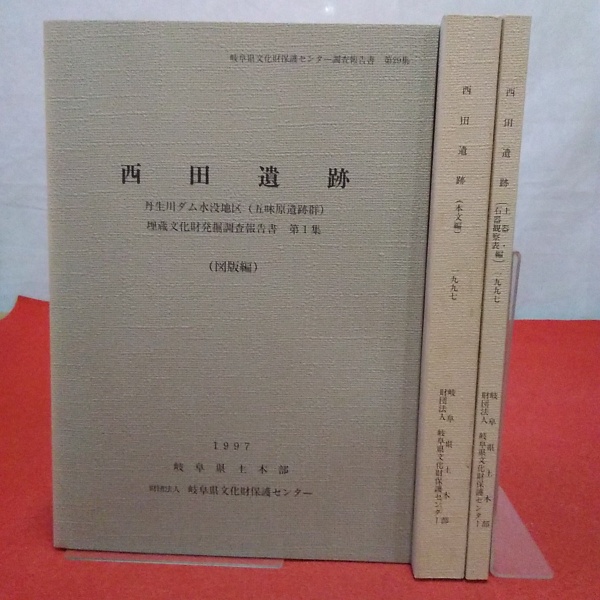 岐阜県文化財保護センター調査報告書　第29集
西田遺跡
丹生川ダム水没地区（五味原遺跡群）
埋蔵文化財発掘調査報告書　第1集
（図版編）
1997
岐阜県土木部
財団法人　岐阜県文化財保護センター
西田遺跡（本文編）一九九七
岐阜県土木部
財団法人　岐阜県文化財保護センター
西田遺跡（土器・石器観察表編）一九九七
岐阜県土木部
財団法人　岐阜県文化財保護センター